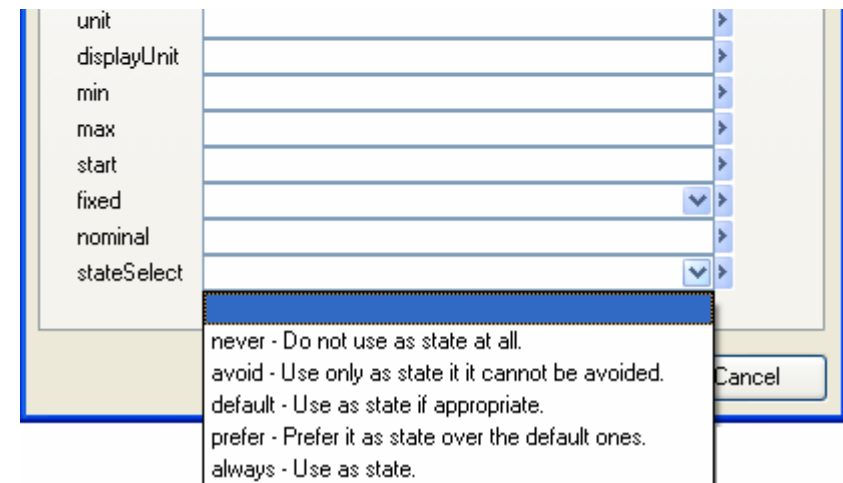 unit
displayUnit
min
max
start
fixed
nominal
stateSelect
never - Do not use as state at all.
avoid - Use only as state it it cannot be avoided.
Cancel
default - Use as state if appropriate.
prefer - Prefer it as state over the default ones.
always - Use as state.